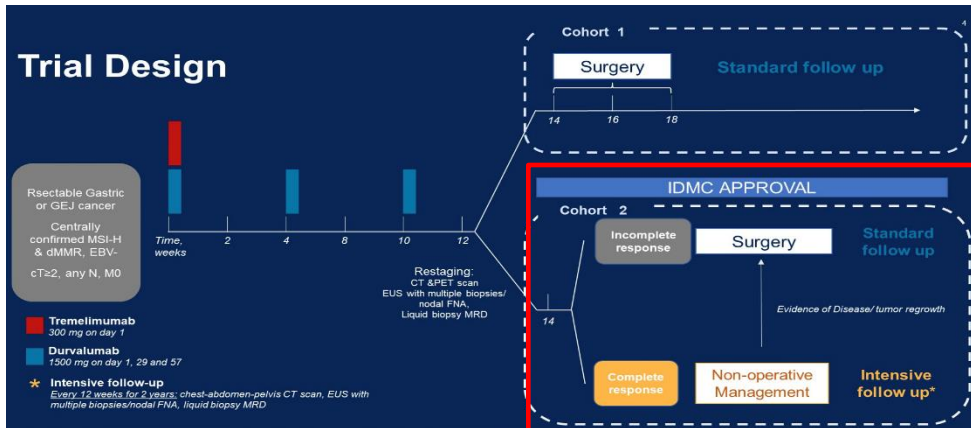 4
Trial Design
Cohort 1
Surgery
Standard follow up
14
16
18
Rsectable Gastric
or GEJ cancer
Centrally
confirmed MSI-H
& dMMR, EBV-
cT≥2, any N, M0
Time,
weeks
2
4
8
10
12
Restaging:
CT &PET scan
EUS with multiple biopsies/
nodal FNA,
Liquid biopsy MRD
Tremelimumab
300 mg on day 1
Durvalumab
1500 mg on day 1, 29 and 57
* Intensive follow-up
Every 12 weeks for 2 years: chest-abdomen-pelvis CT scan, EUS with
multiple biopsies/nodal FNA, liquid biopsy MRD
IDMC APPROVAL
Cohort 2
Incomplete
response
Surgery
Standard
follow up
14
Evidence of Disease/ tumor regrowth
Complete
response
Non-operative
Management
Intensive
follow up*